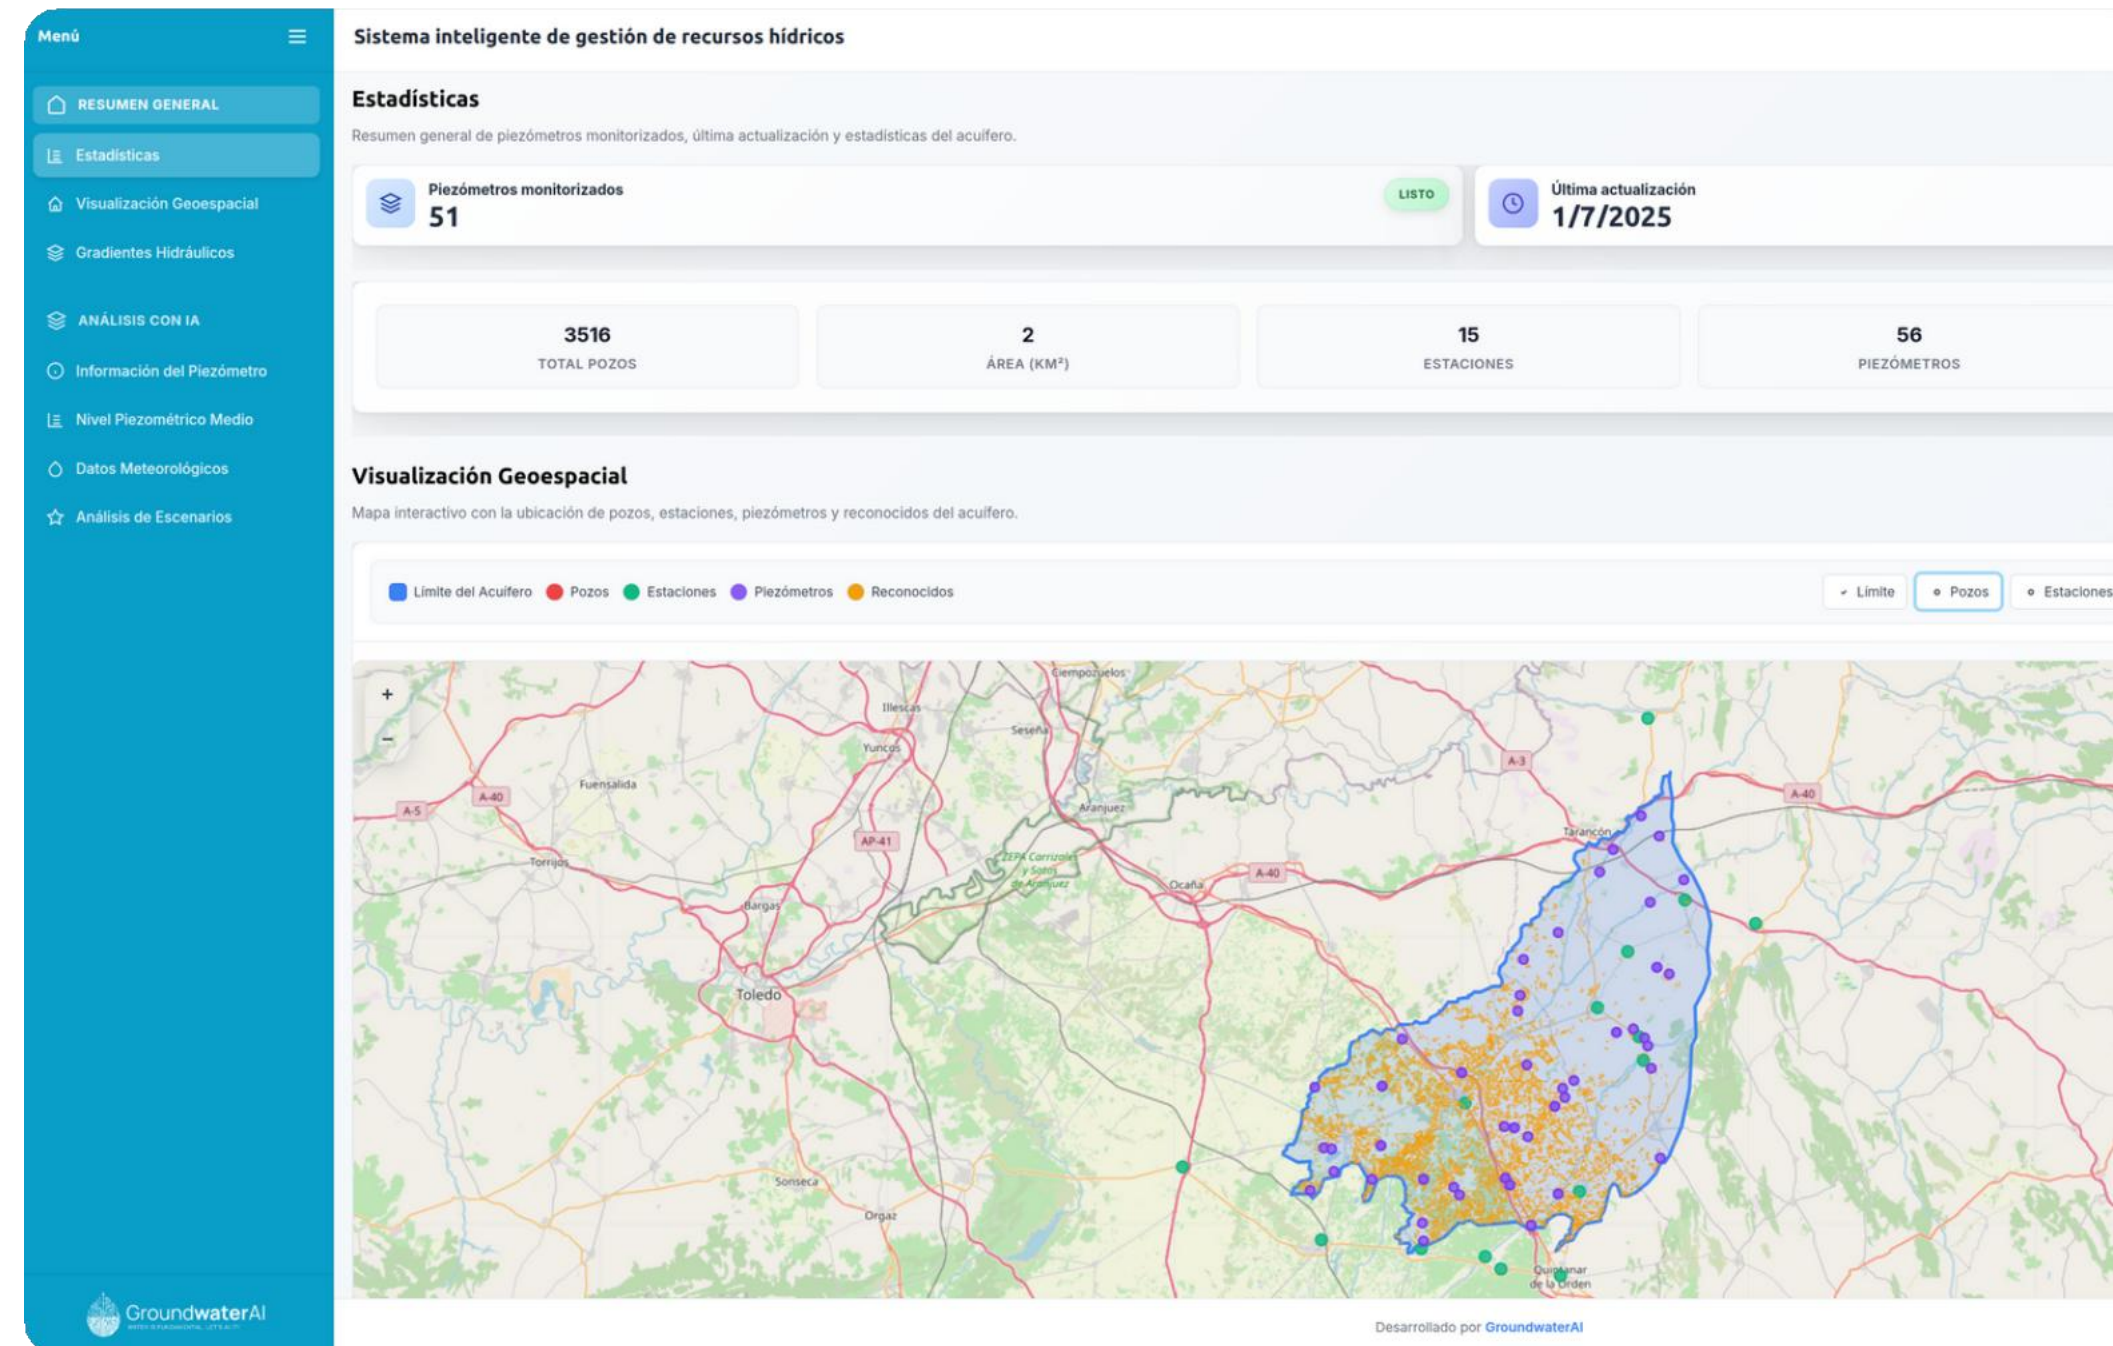 Menú
Sistema inteligente de gestión de recursos hídricos
RESUMEN GENERAL
Estadísticas
Visualización Geoespacial
Gradientes Hidráulicos
ANÁLISIS CON IA
Información del Piezómetro
Nivel Piezométrico Medio
Datos Meteorológicos
Análisis de Escenarios
GroundwaterAI
Estadísticas
Resumen general de piezómetros monitorizados, última actualización y estadísticas del acuífero.
Piezómetros monitorizados
51
LISTO
Última actualización
1/7/2025
3516
TOTAL POZOS
2
ÁREA (KM²)
15
ESTACIONES
56
PIEZÓMETROS
Visualización Geoespacial
Mapa interactivo con la ubicación de pozos, estaciones, piezómetros y reconocidos del acuífero.
Límite del Acuífero
Pozos
Estaciones
Piezómetros
Reconocidos
Límite
Pozos
Estaciones
+
−
Ciempozuelos
Illescas
Seseña
Yuncos
Fuensalida
A-3
A-40
A-40
A-5
Aranjuez
AP-41
Tarancón
Torrijos
ZEPA Carrizales
y Sotos
de Aranjuez
A-40
Ocaña
Bargas
Toledo
Sonseca
Orgaz
Quintanar
de la Orden
Desarrollado por GroundwaterAI